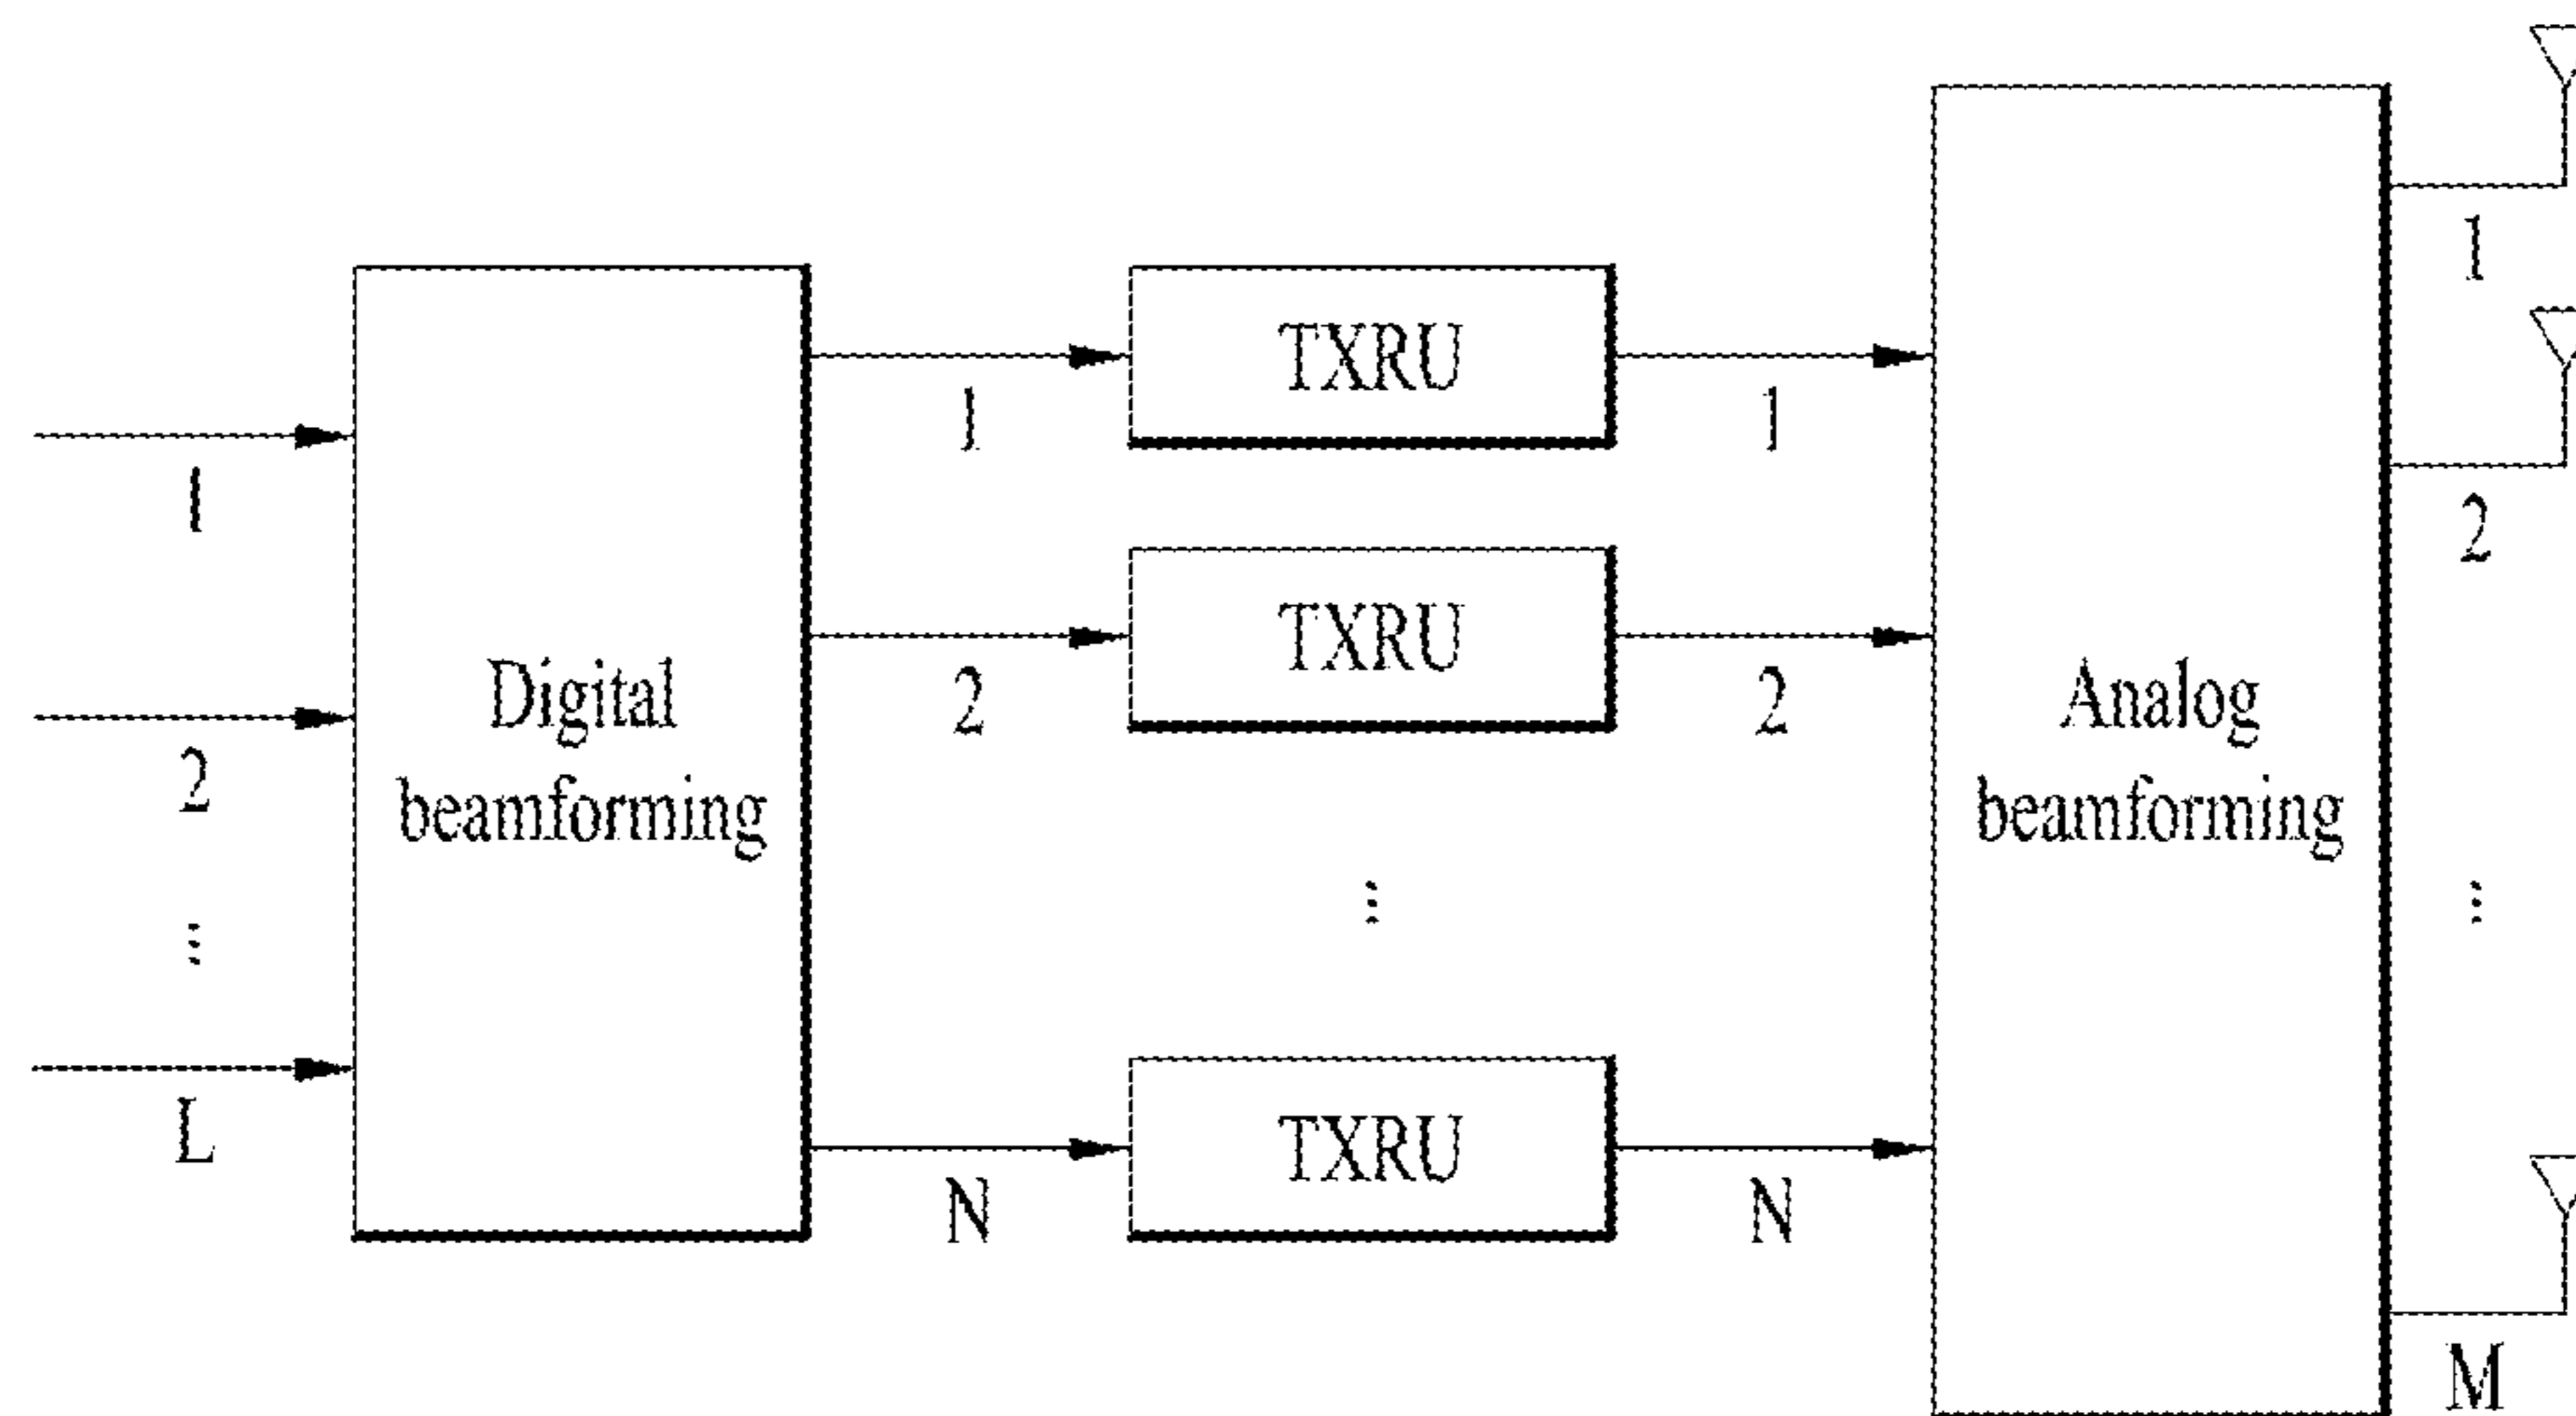 1
2
⋮
L
Digital
beamforming
1
2
N
TXRU
TXRU
⋮
TXRU
1
2
N
Analog
beamforming
1
2
⋮
M